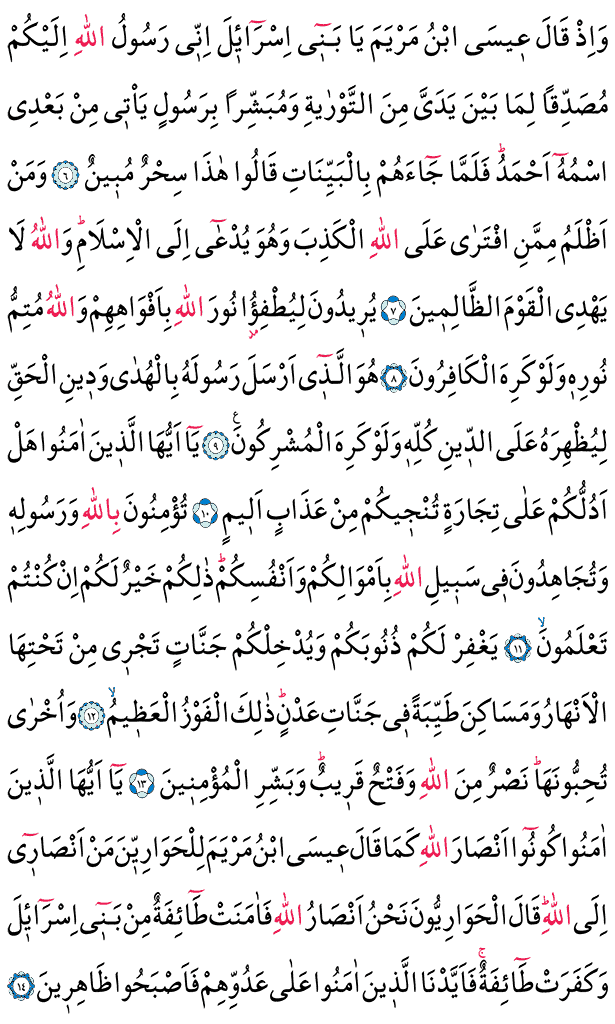 وَاِذْ قَالَ ع۪يسَى ابْنُ مَرْيَمَ يَا بَن۪ٓي اِسْرَٓائ۪لَ اِنّ۪ي رَسُولُ اللّٰهِ اِلَيْكُمْ
مُصَدِّقاً لِمَا بَيْنَ يَدَيَّ مِنَ التَّوْرٰيةِ وَمُبَشِّراً بِرَسُولٍ يَأْت۪ي مِنْ بَعْدِي
اسْمُهُٓ اَحْمَدُۜ فَلَمَّا جَٓاءَهُمْ بِالْبَيِّنَاتِ قَالُوا هٰذَا سِحْرٌ مُب۪ينٌ ﴿٦﴾ وَمَنْ
اَظْلَمُ مِمَّنِ افْتَرٰى عَلَى اللّٰهِ الْكَذِبَ وَهُوَ يُدْعٰٓى اِلَى الْاِسْلَامِۜ وَاللّٰهُ لَا
يَهْدِي الْقَوْمَ الظَّالِم۪ينَ ﴿٧﴾ يُر۪يدُونَ لِيُطْفِؤُ۫ا نُورَ اللّٰهِ بِاَفْوَاهِهِمْ وَاللّٰهُ مُتِمُّ
نُورِه۪ وَلَوْ كَرِهَ الْكَافِرُونَ ﴿٨﴾ هُوَ الَّذ۪ٓي اَرْسَلَ رَسُولَهُ بِالْهُدٰى وَد۪ينِ الْحَقِّ
لِيُظْهِرَهُ عَلَى الدّ۪ينِ كُلِّه۪ وَلَوْ كَرِهَ الْمُشْرِكُونَ۟ ﴿٩﴾ يَٓا اَيُّهَا الَّذ۪ينَ اٰمَنُوا هَلْ
اَدُلُّكُمْ عَلٰى تِجَارَةٍ تُنْج۪يكُمْ مِنْ عَذَابٍ اَل۪يمٍ ﴿١٠﴾ تُؤْمِنُونَ بِاللّٰهِ وَرَسُولِه۪
وَتُجَاهِدُونَ ف۪ي سَب۪يلِ اللّٰهِ بِاَمْوَالِكُمْ وَاَنْفُسِكُمْۜ ذٰلِكُمْ خَيْرٌ لَكُمْ اِنْ كُنْتُمْ
تَعْلَمُونَۙ ﴿١١﴾ يَغْفِرْ لَكُمْ ذُنُوبَكُمْ وَيُدْخِلْكُمْ جَنَّاتٍ تَجْر۪ي مِنْ تَحْتِهَا
الْاَنْهَارُ وَمَسَاكِنَ طَيِّبَةً ف۪ي جَنَّاتِ عَدْنٍۜ ذٰلِكَ الْفَوْزُ الْعَظ۪يمُۙ ﴿١٢﴾ وَاُخْرٰى
تُحِبُّونَهَاۜ نَصْرٌ مِنَ اللّٰهِ وَفَتْحٌ قَر۪يبٌۜ وَبَشِّرِ الْمُؤْمِن۪ينَ ﴿١٣﴾ يَٓا اَيُّهَا الَّذ۪ينَ
اٰمَنُوا كُونُٓوا اَنْصَارَ اللّٰهِ كَمَا قَالَ ع۪يسَى ابْنُ مَرْيَمَ لِلْحَوَارِيّ۪نَ مَنْ اَنْصَار۪ٓي
اِلَى اللّٰهِۜ قَالَ الْحَوَارِيُّونَ نَحْنُ اَنْصَارُ اللّٰهِ فَاٰمَنَتْ طَٓائِفَةٌ مِنْ بَن۪ٓي اِسْرَٓائ۪لَ
وَكَفَرَتْ طَٓائِفَةٌۚ فَاَيَّدْنَا الَّذ۪ينَ اٰمَنُوا عَلٰى عَدُوِّهِمْ فَاَصْبَحُوا ظَاهِر۪ينَ ﴿١٤﴾